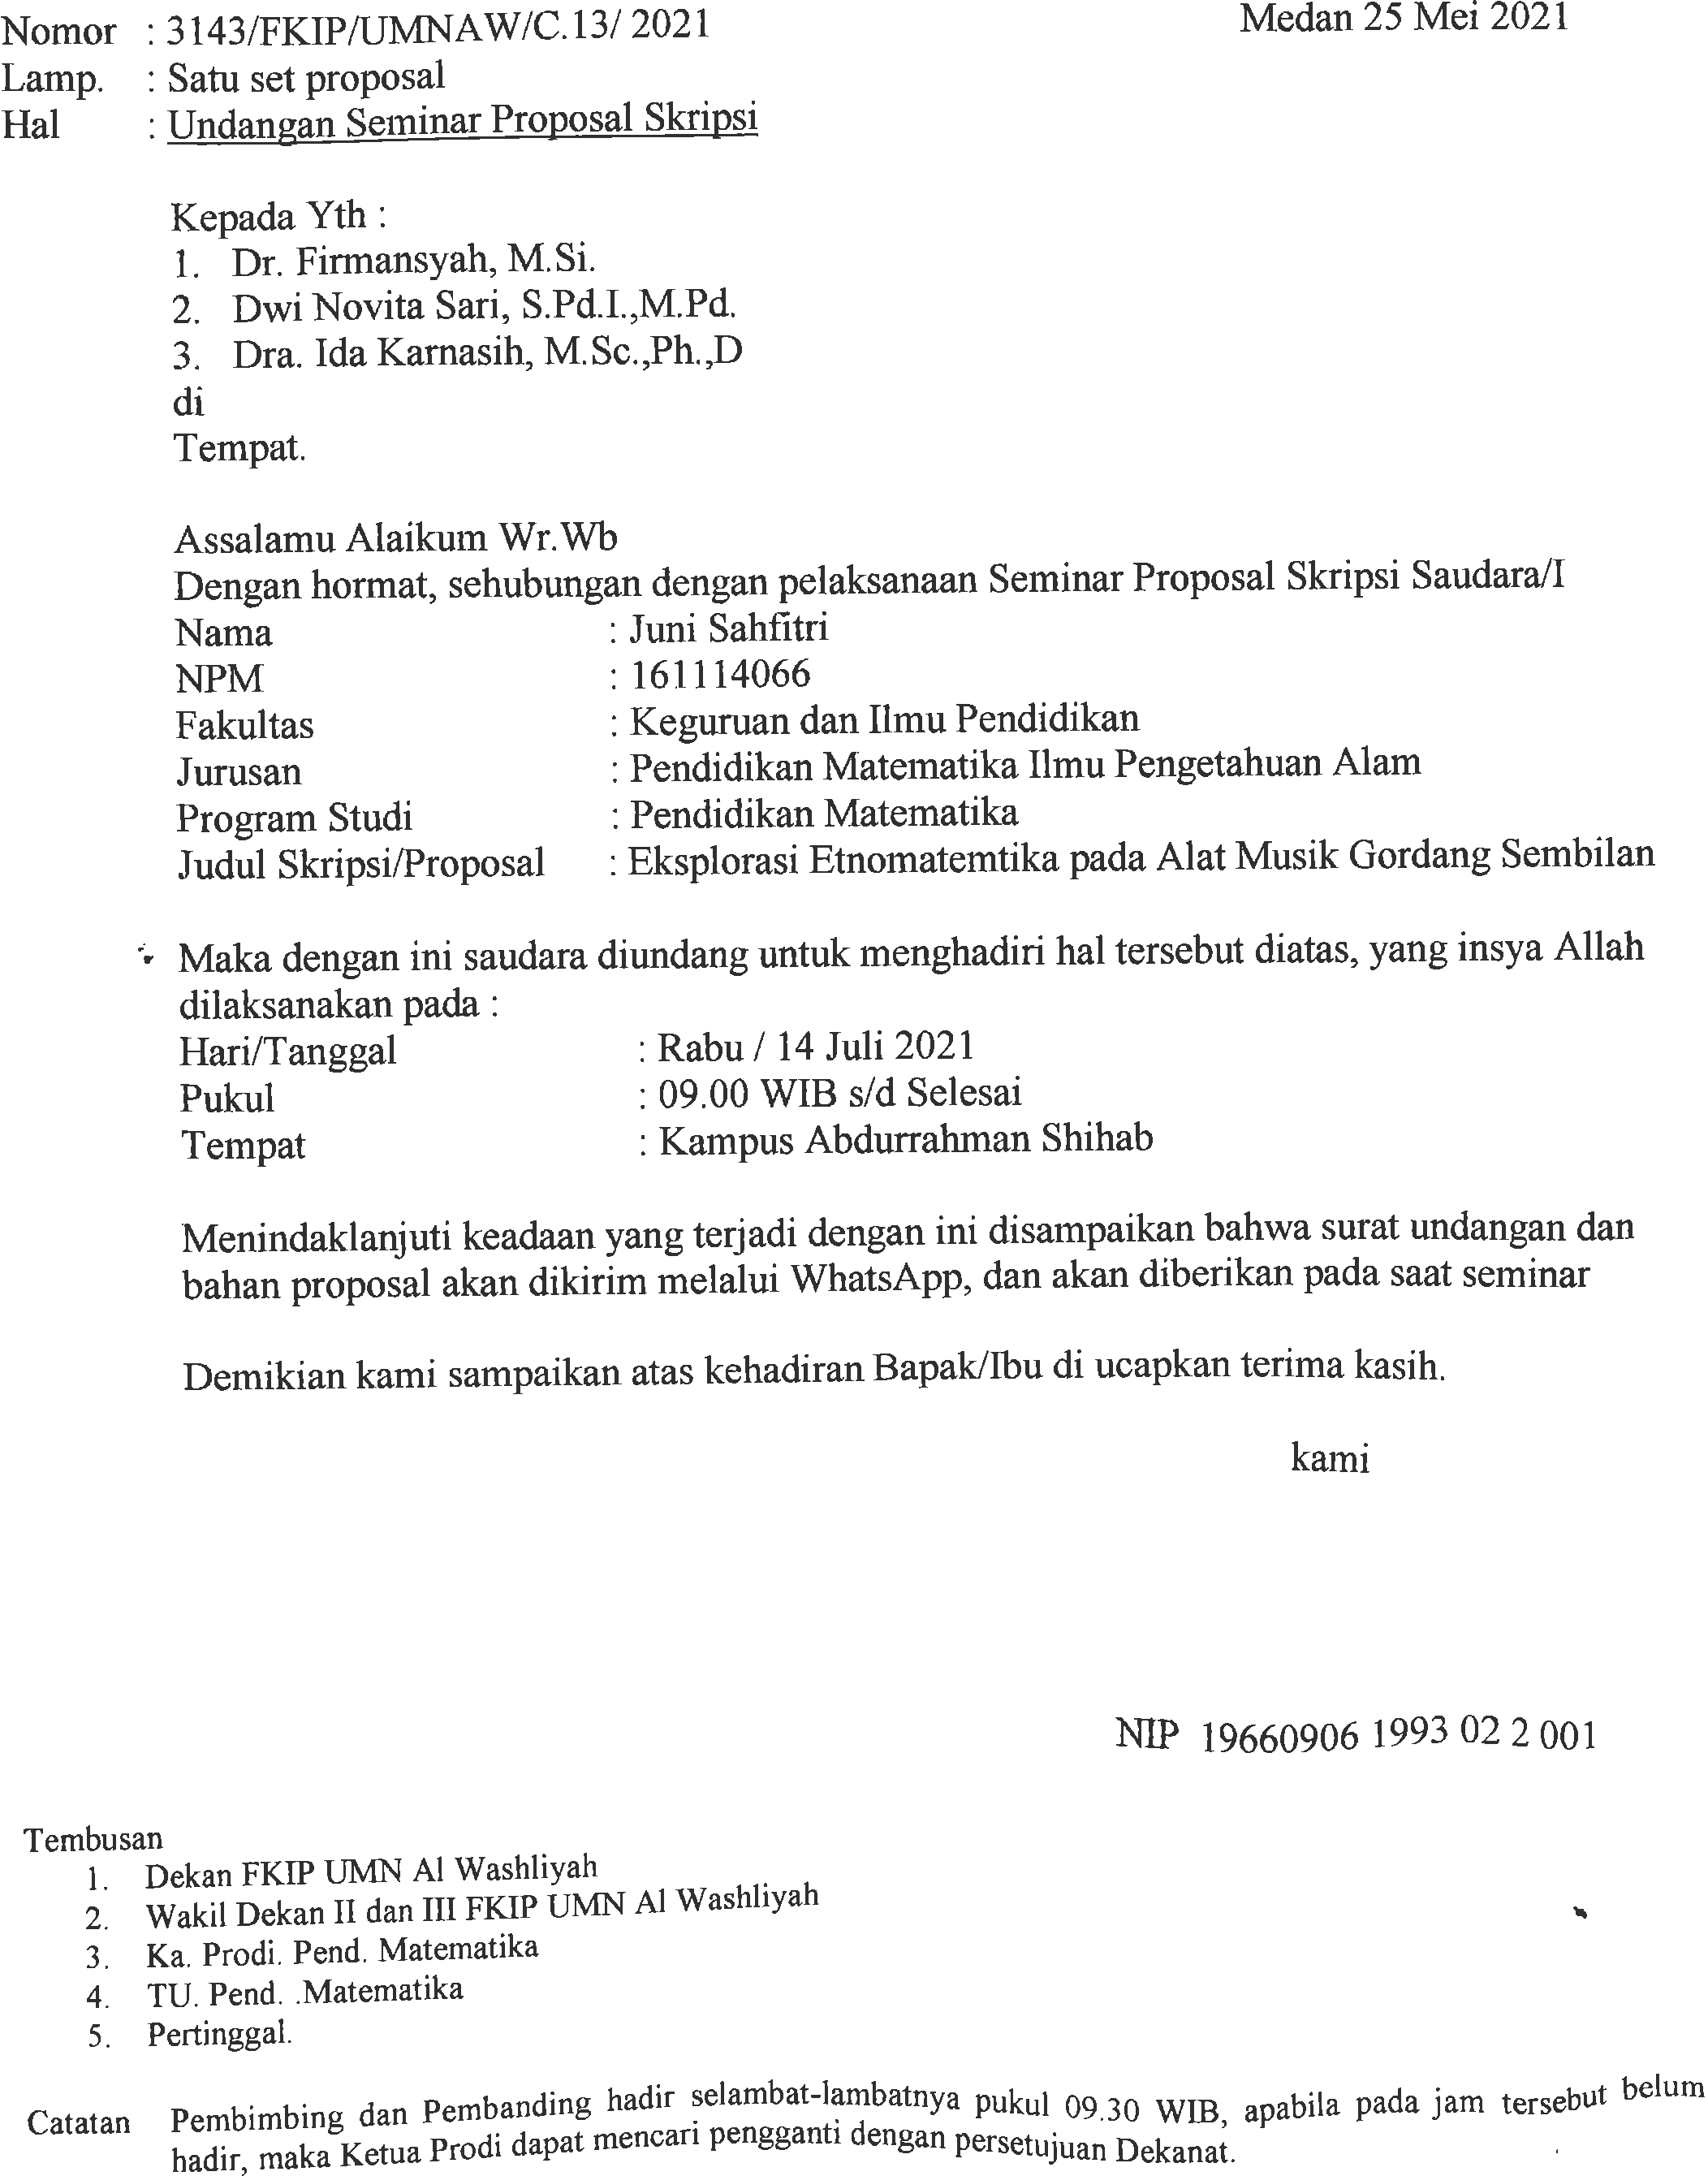 Nomor : 3143/FKIP/UMNAW/C.13/ 2021 Medan 25 Mei 2021
Lamp. : Satu set proposal
Hal : Undangan Seminar Proposal Skripsi
Kepada Yth :
1. Dr. Firmansyah, M.Si.
2. Dwi Novita Sari, S.Pd.I.,M.Pd.
3. Dra. Ida Karnasih, M.Sc.,Ph.,D
di
Tempat.
Assalamu Alaikum Wr.Wb
Dengan hormat, sehubungan dengan pelaksanaan Seminar Proposal Skripsi Saudara/I
Nama : Juni Sahfitri
NPM : 161114066
Fakultas : Keguruan dan Ilmu Pendidikan
Jurusan : Pendidikan Matematika Ilmu Pengetahuan Alam
Program Studi : Pendidikan Matematika
Judul Skripsi/Proposal : Eksplorasi Etnomatemtika pada Alat Musik Gordang Sembilan
Maka dengan ini saudara diundang untuk menghadiri hal tersebut diatas, yang insya Allah
dilaksanakan pada :
Hari/Tanggal : Rabu / 14 Juli 2021
Pukul : 09.00 WIB s/d Selesai
Tempat : Kampus Abdurrahman Shihab
Menindaklanjuti keadaan yang terjadi dengan ini disampaikan bahwa surat undangan dan
bahan proposal akan dikirim melalui WhatsApp, dan akan diberikan pada saat seminar
Demikian kami sampaikan atas kehadiran Bapak/Ibu di ucapkan terima kasih.
kami
NIP 19660906 1993 02 2 001
Tembusan
1. Dekan FKIP UMN Al Washliyah
2. Wakil Dekan II dan III FKIP UMN Al Washliyah
3. Ka. Prodi. Pend. Matematika
4. TU. Pend. .Matematika
5. Pertinggal.
Catatan Pembimbing dan Pembanding hadir selambat-lambatnya pukul 09.30 WIB, apabila pada jam tersebut belum
hadir, maka Ketua Prodi dapat mencari pengganti dengan persetujuan Dekanat.